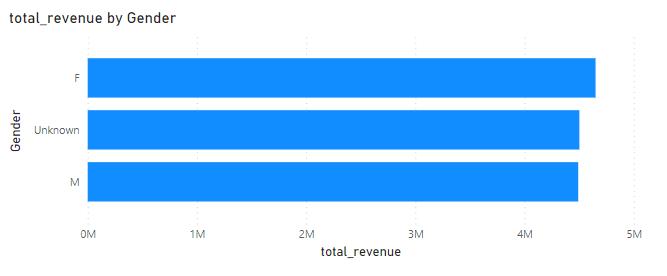 total_revenue by Gender
Gender
F
Unknown
M
0M 1M 2M 3M 4M 5M
total_revenue